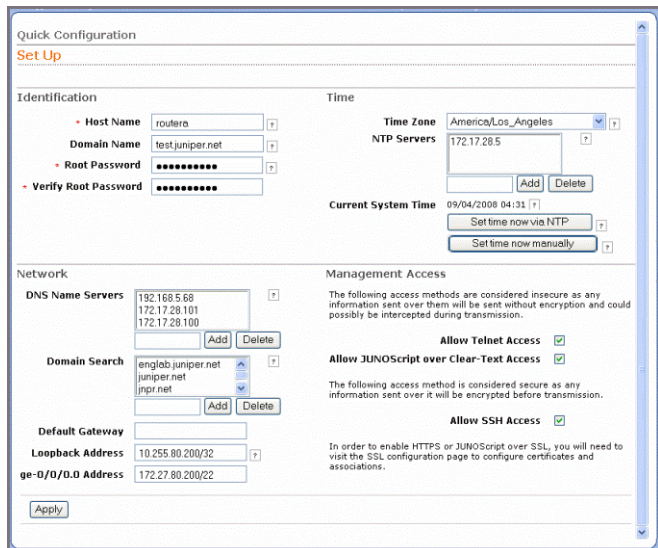 Quick Configuration
Set Up
Identification
* Host Name routera ?
Domain Name test.juniper.net ?
* Root Password ●●●●●●●●●● ?
* Verify Root Password ●●●●●●●●●●
Time
Time Zone America/Los_Angeles ?
NTP Servers 172.17.28.5 ?
Add Delete
Current System Time 09/04/2008 04:31 ?
Set time now via NTP ?
Set time now manually ?
Network
DNS Name Servers 192.168.5.68 ?
172.17.28.101
172.17.28.100
Add Delete
Domain Search englab.juniper.net ?
juniper.net
jnpr.net
Add Delete
Default Gateway
Loopback Address 10.255.80.200/32 ?
ge-0/0/0.0 Address 172.27.80.200/22
Management Access
The following access methods are considered insecure as any
information sent over them will be sent without encryption and could
possibly be intercepted during transmission.
Allow Telnet Access
Allow JUNOScript over Clear-Text Access
The following access method is considered secure as any
information sent over it will be encrypted before transmission.
Allow SSH Access
In order to enable HTTPS or JUNOScript over SSL, you will need to
visit the SSL configuration page to configure certificates and
associations.
Apply